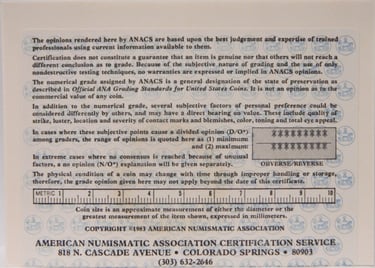 The opinions rendered here by ANACS are based upon the best judgement and expertise of trained
professionals using current information available to them.
Certification does not constitute a guarantee that an item is genuine nor that others will not reach a
different conclusion as to grade. Because of the subjective nature of grading and the use of only
nondestructive testing techniques, no warranties are expressed or implied in ANACS opinions.
The numerical grade assigned by ANACS is a general designation of the state of preservation as
described in Official ANA Grading Standards for United States Coins. It is not an opinion as to the
commercial value of any coin.
In addition to the numerical grade, several subjective factors of personal preference could be
considered differently by others, and may have a direct bearing on value. These include quality of
strike, luster, location and severity of contact marks and blemishes, color, toning and total eye appeal.
In cases where these subjective points cause a divided opinion (D/O*)
among graders, the range of opinions is quoted here as (1) minimum
and (2) maximum:
In extreme cases where no consensus is reached because of unusual
factors, a no opinion (N/O*) explanation will be given separately.
OBVERSE/REVERSE
The physical condition of a coin may change with time through improper handling or storage,
therefore, the grade opinion given here may not apply beyond the date of this certificate.
METRIC 1 2 3 4 5 6 7 8 9 10
Coin size is an approximate measurement of either the diameter or the
greatest measurement of the item shown, expressed in millimeters.
COPYRIGHT ©1983 AMERICAN NUMISMATIC ASSOCIATION
AMERICAN NUMISMATIC ASSOCIATION CERTIFICATION SERVICE
818 N. CASCADE AVENUE • COLORADO SPRINGS • 80903
(303) 632-2646